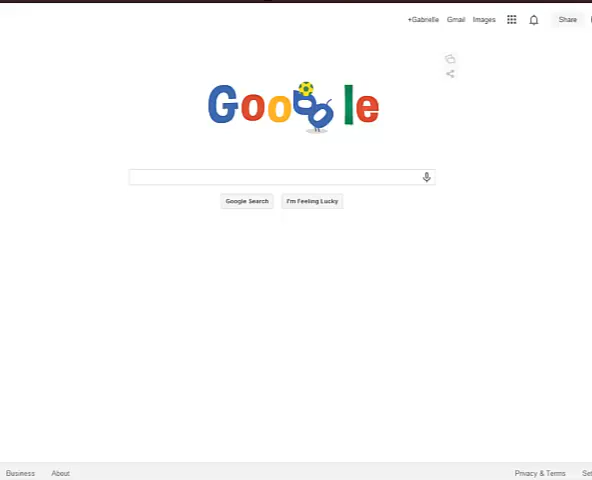 +Gabrielle Gmail Images Share
Google
Google Search I'm Feeling Lucky
Business About Privacy & Terms